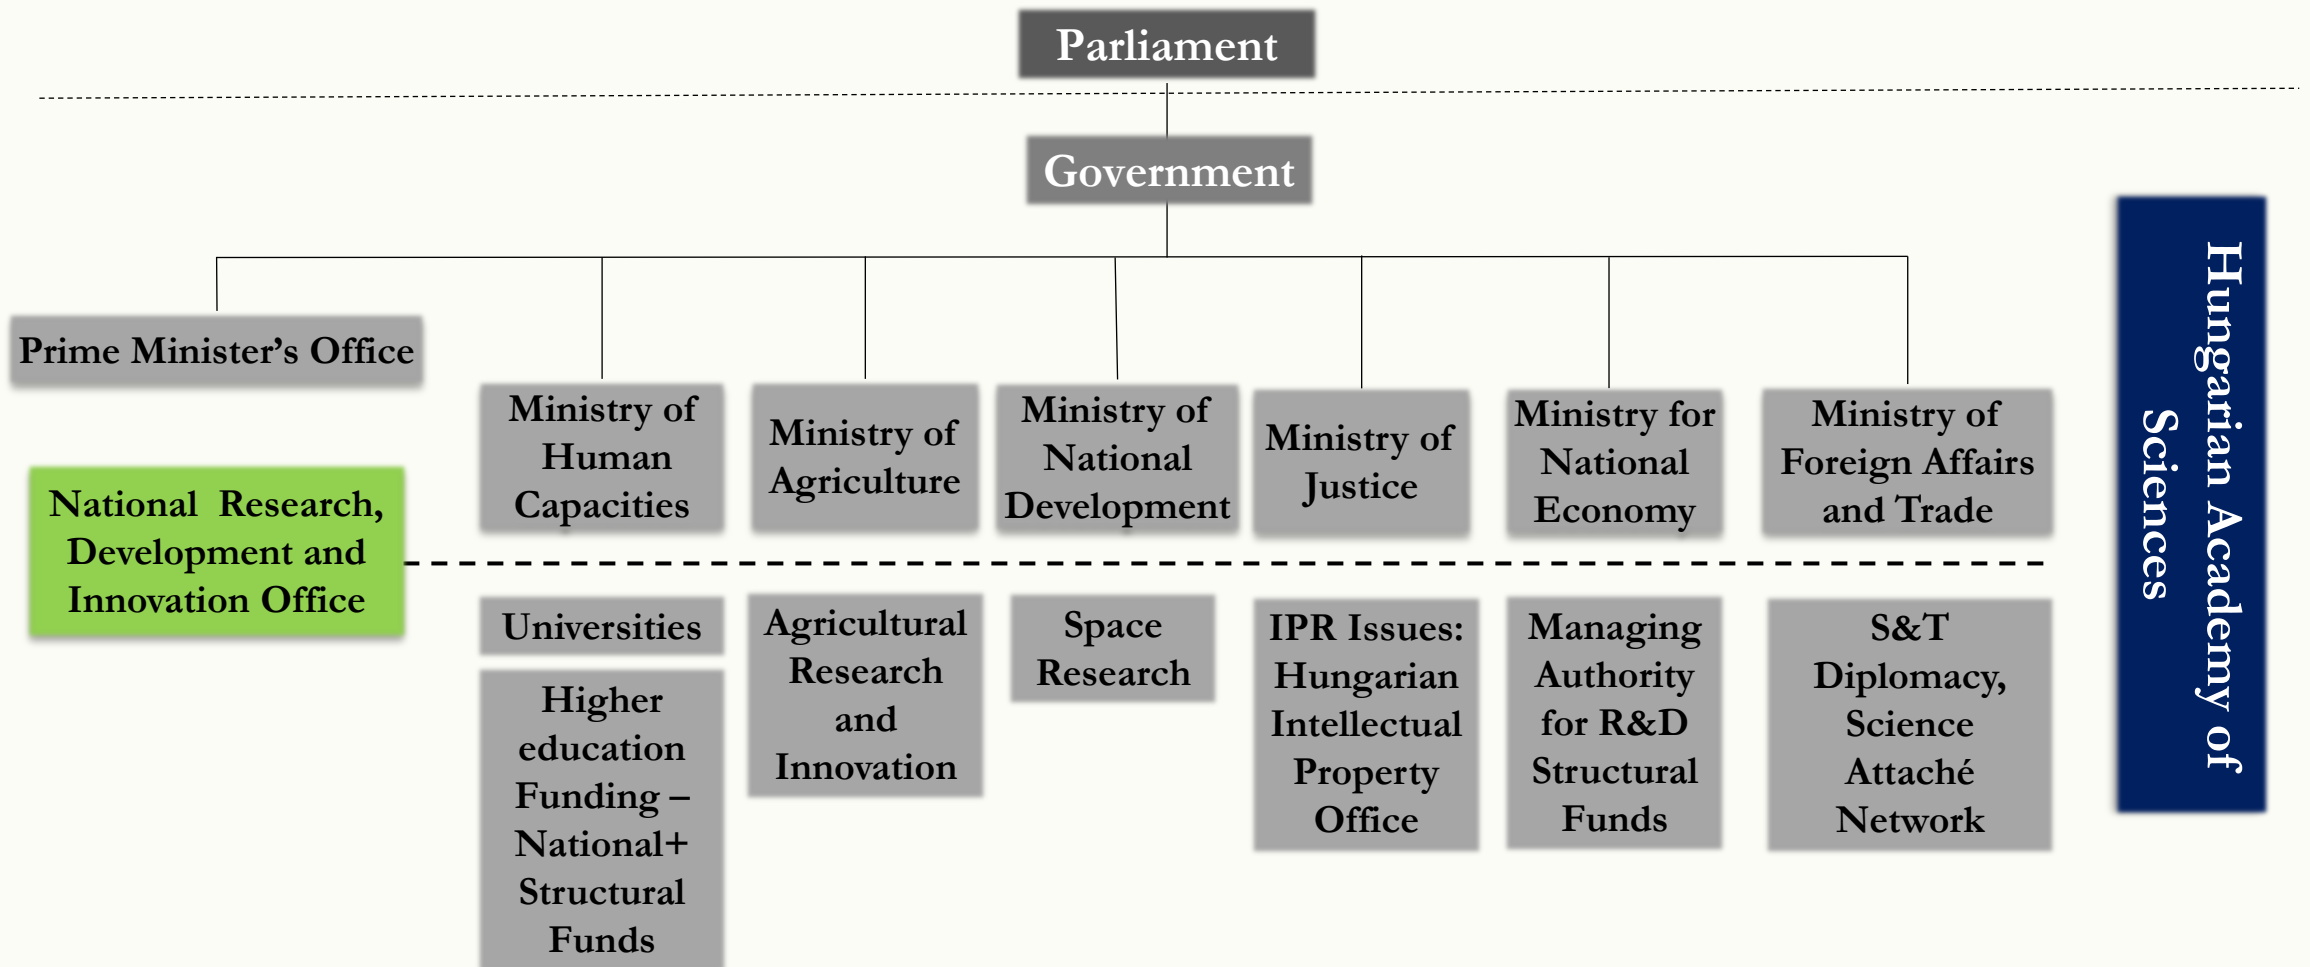 Parliament
Government
Prime Minister’s Office
National Research,
Development and
Innovation Office
Ministry of
Human
Capacities
Ministry of
Agriculture
Ministry of
National
Development
Ministry of
Justice
Ministry for
National
Economy
Ministry of
Foreign Affairs
and Trade
Universities
Higher
education
Funding –
National+
Structural
Funds
Agricultural
Research
and
Innovation
Space
Research
IPR Issues:
Hungarian
Intellectual
Property
Office
Managing
Authority
for R&D
Structural
Funds
S&T
Diplomacy,
Science
Attaché
Network
Hungarian Academy of
Sciences